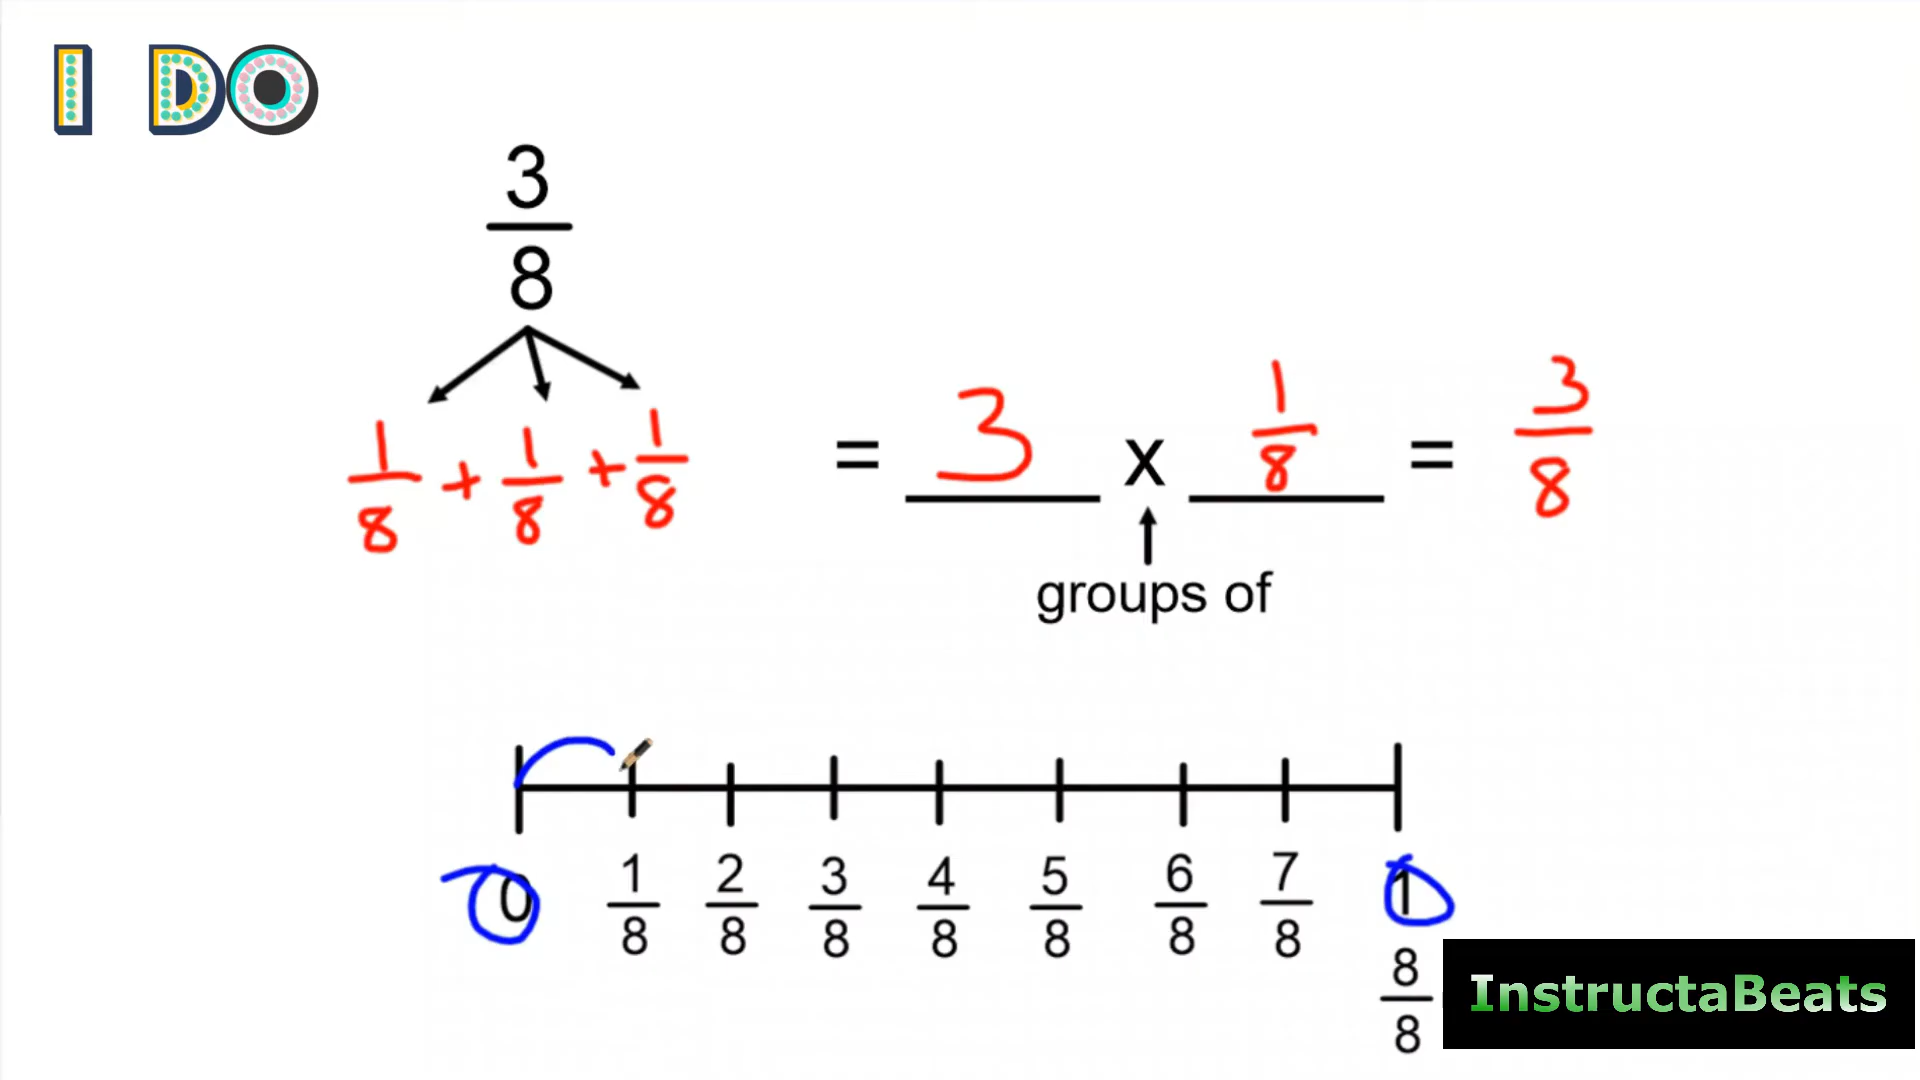 I DO
3
8
1/8 + 1/8 + 1/8 = 3 x 1/8 = 3/8
groups of
0 1/8 2/8 3/8 4/8 5/8 6/8 7/8 1
8/8
InstructaBeats